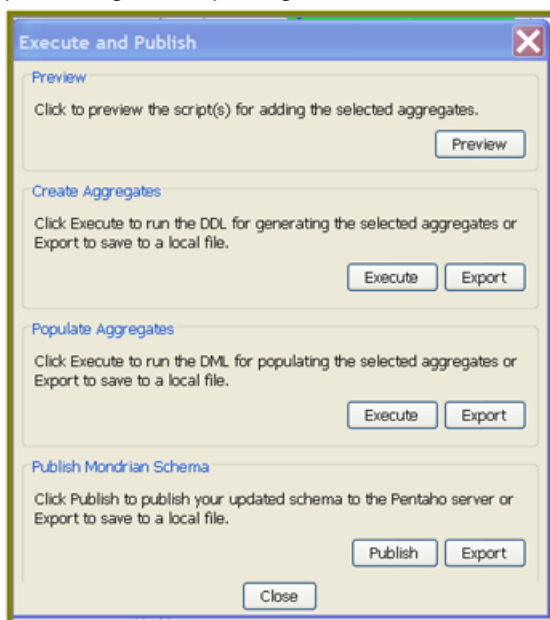 Execute and Publish
Preview
Click to preview the script(s) for adding the selected aggregates.
Preview
Create Aggregates
Click Execute to run the DDL for generating the selected aggregates or
Export to save to a local file.
Execute Export
Populate Aggregates
Click Execute to run the DML for populating the selected aggregates or
Export to save to a local file.
Execute Export
Publish Mondrian Schema
Click Publish to publish your updated schema to the Pentaho server or
Export to save to a local file.
Publish Export
Close